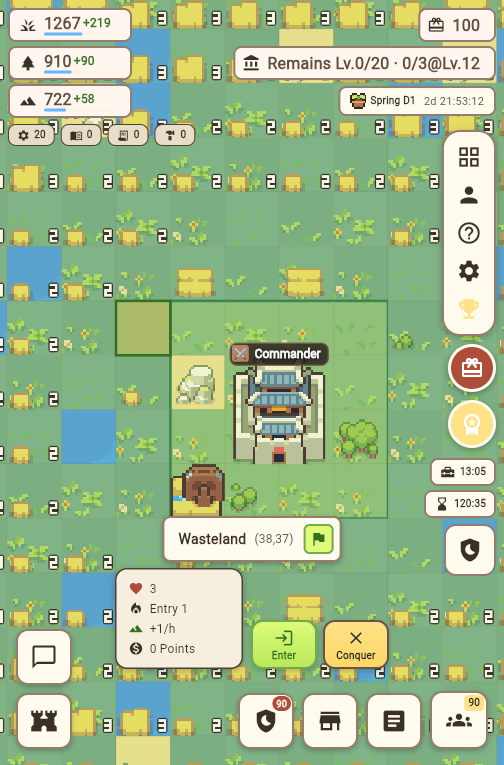 1267 +219
100
910 +90
Remains Lv.0/20 · 0/3@Lv.12
722 +58
Spring D1 2d 21:53:12
20 0 0 0
Commander
13:05
120:35
Wasteland (38,37)
3
Entry 1
+1/h
0 Points
Enter
Conquer
90
90